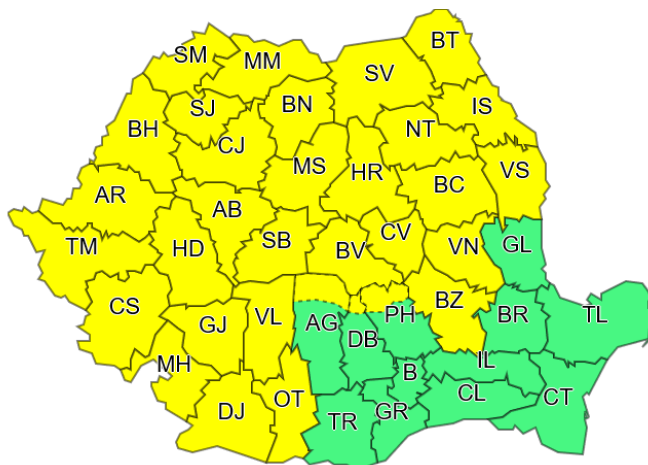 BT
SM
MM
SV
SJ
BN
IS
BH
CJ
NT
MS
HR
BC
VS
AR
AB
TM
HD
SB
BV
CV
VN
GL
CS
GJ
VL
AG
PH
BZ
BR
TL
DB
MH
B
IL
DJ
OT
TR
GR
CL
CT